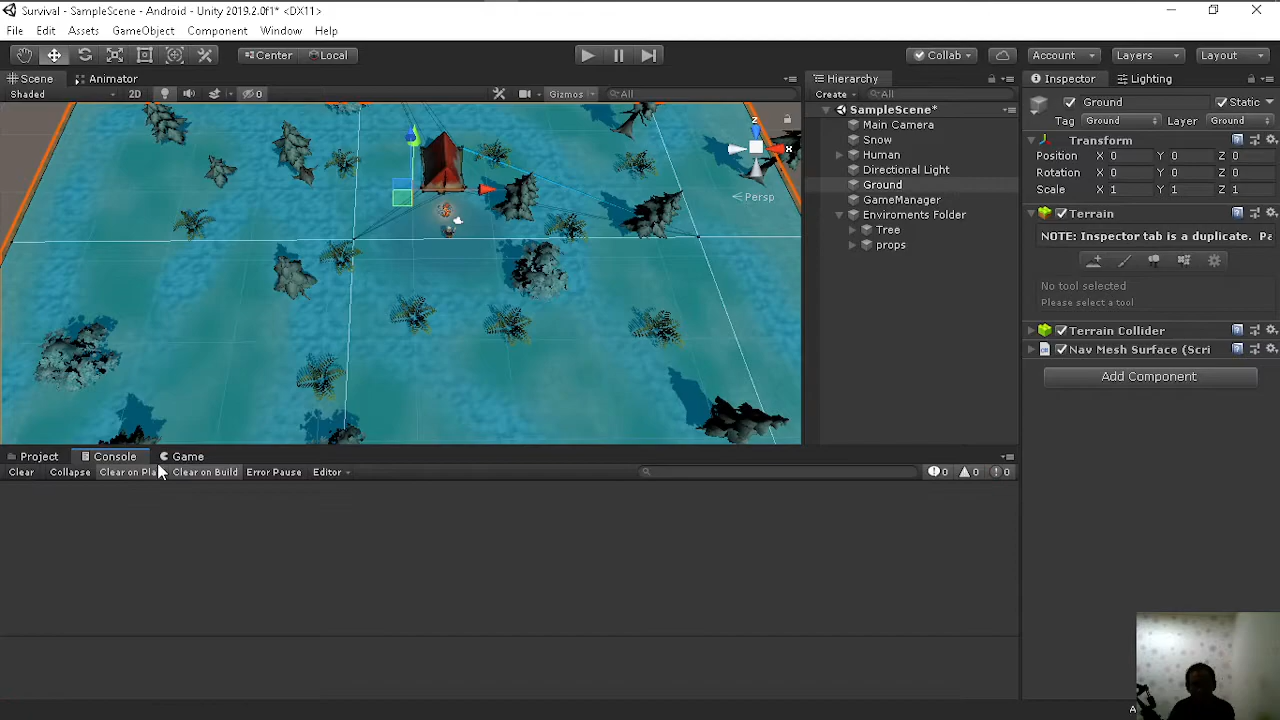 Survival - SampleScene - Android - Unity 2019.2.0f1* <DX11>
File Edit Assets GameObject Component Window Help
Center Local Collab Account Layers Layout
Scene Animator Hierarchy Inspector Lighting
Shaded 2D 0 Gizmos All Create All Ground Static
SampleScene* Tag Ground Layer Ground
Main Camera
Snow Transform
Human Position X 0 Y 0 Z 0
Directional Light Rotation X 0 Y 0 Z 0
Ground Scale X 1 Y 1 Z 1
GameManager
Enviroments Folder Terrain
Tree NOTE: Inspector tab is a duplicate. Pa
props
z
x
Persp
No tool selected
Please select a tool
Terrain Collider
Nav Mesh Surface (Scri
Add Component
Project Console Game
Clear Collapse Clear on Pla Clear on Build Error Pause Editor 0 0 0
A